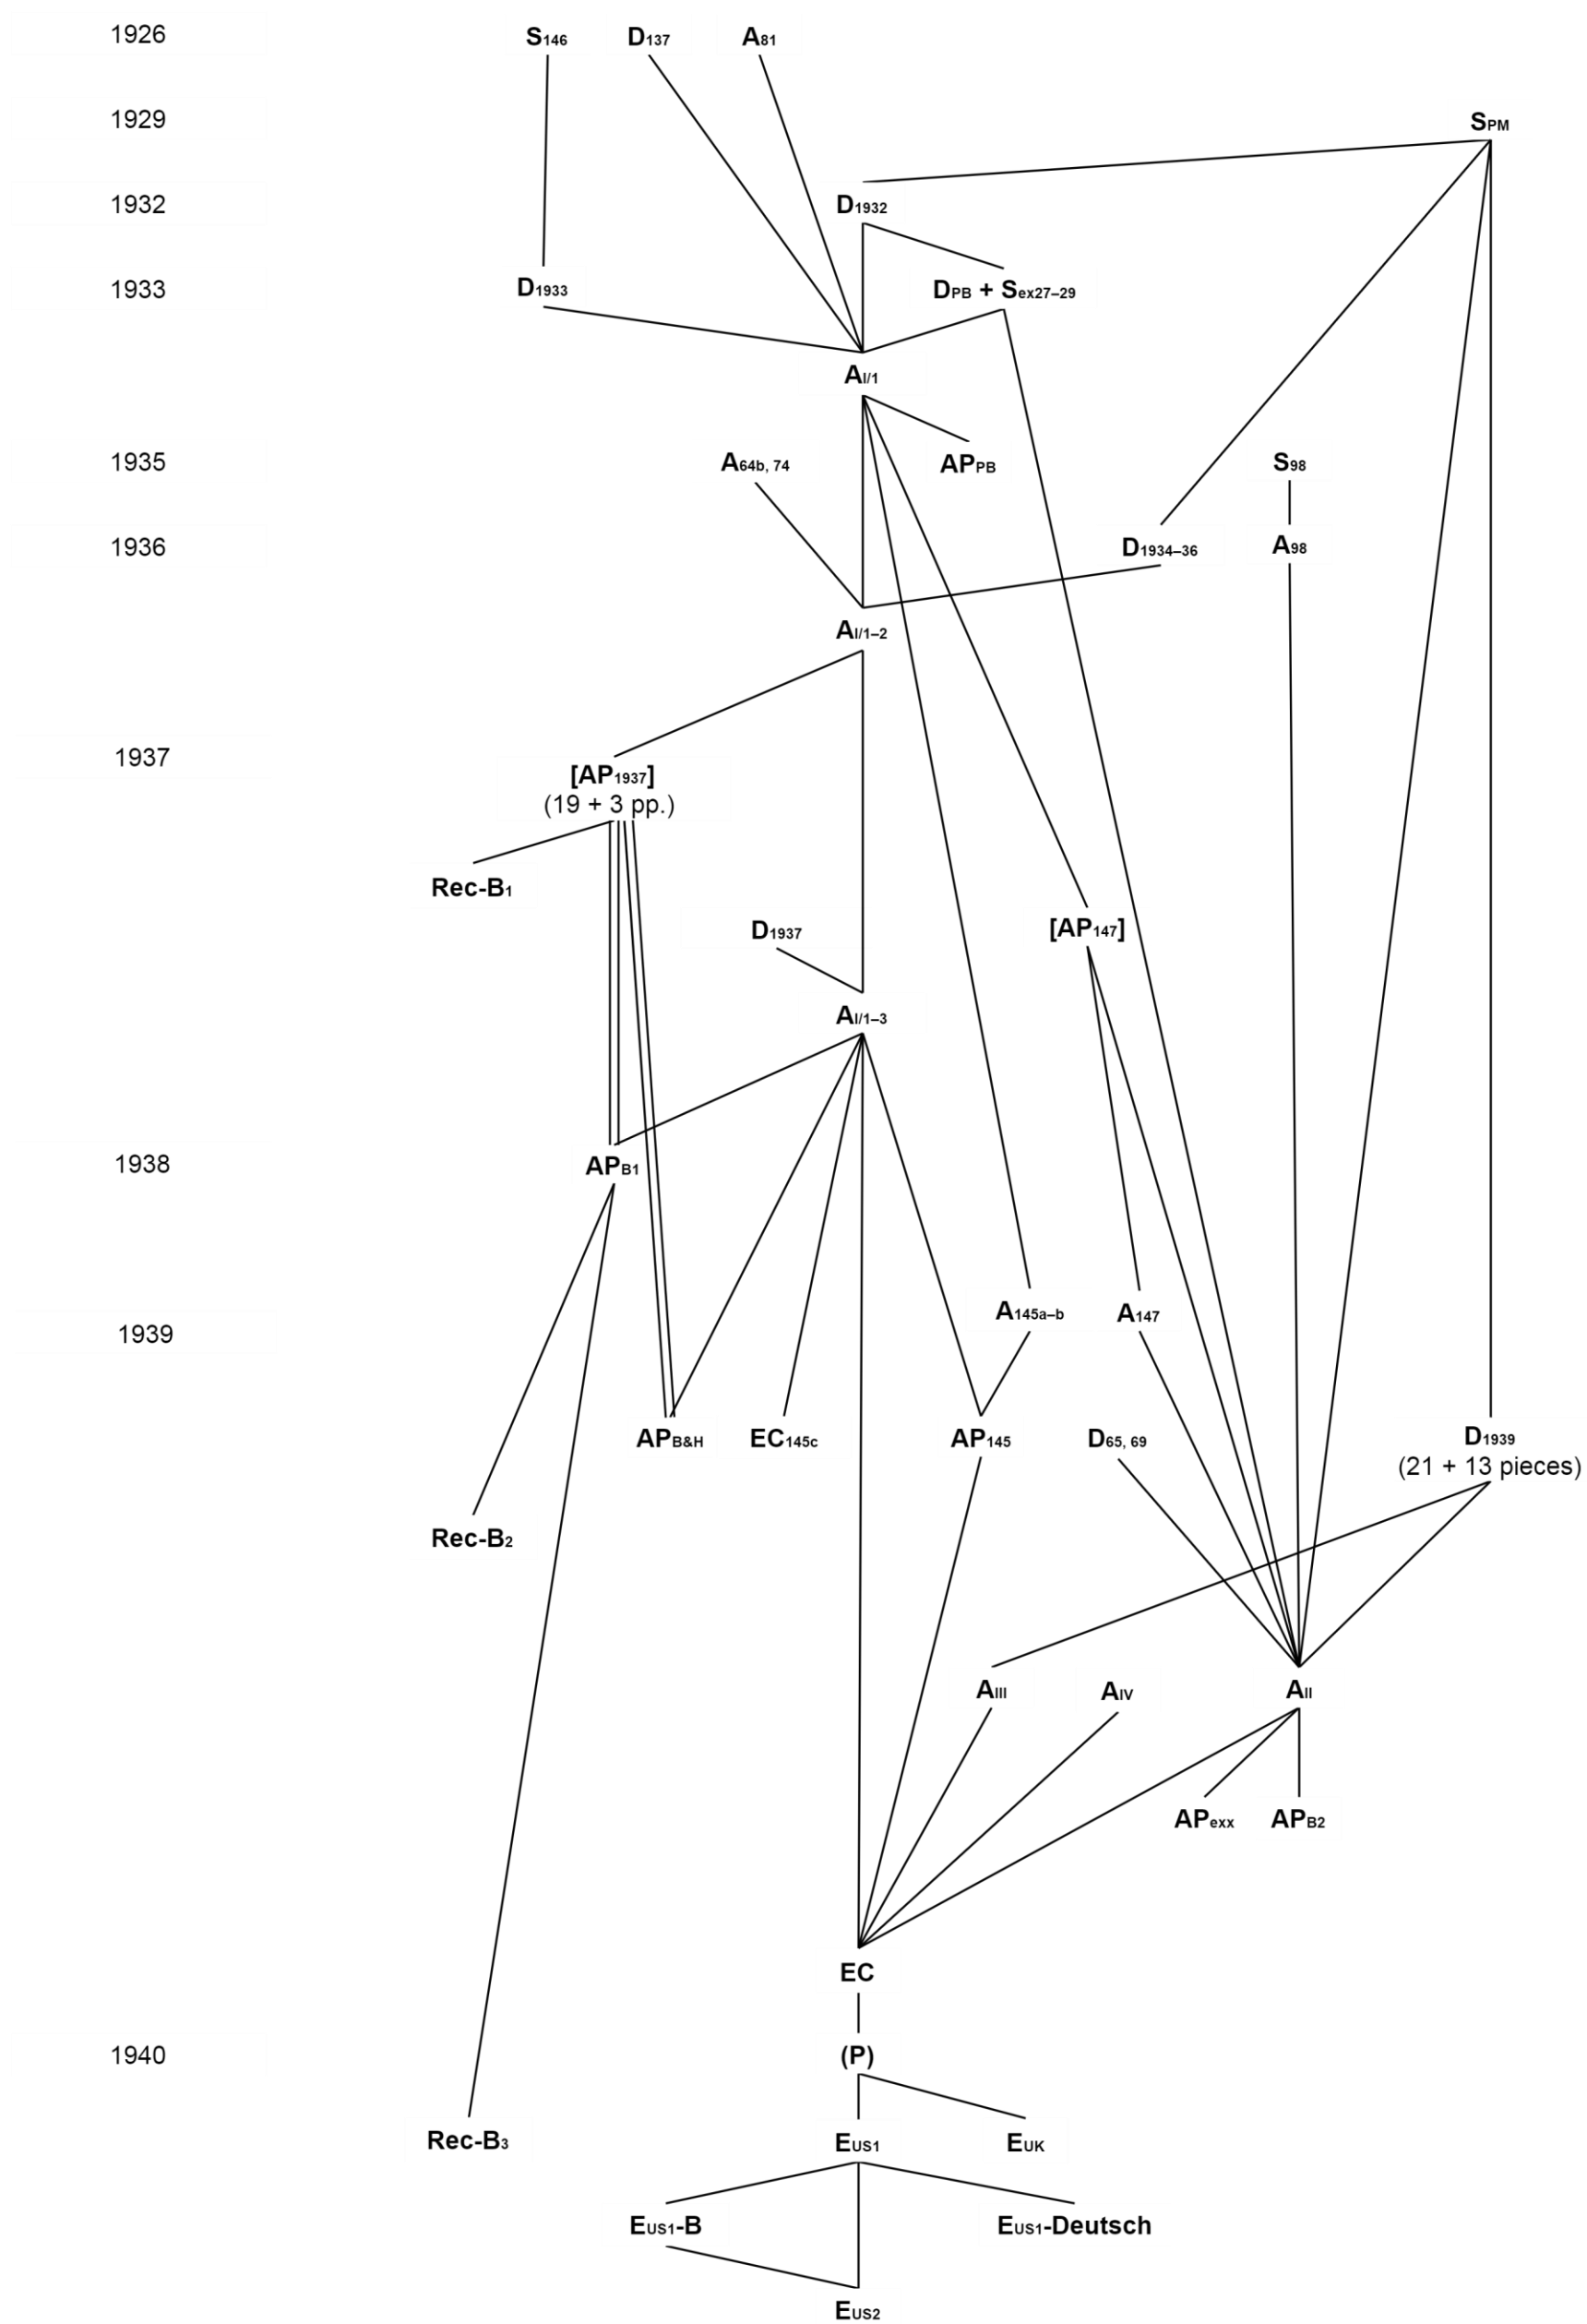 1926 S146 D137 A81
1929 SPM
1932 D1932
1933 D1933 DPB + Sex27–29
AI/1
1935 A64b, 74 APPB S98
1936 D1934–36 A98
AI/1–2
1937 [AP1937]
(19 + 3 pp.)
Rec-B1
D1937 [AP147]
AI/1–3
1938 APB1
A145a–b A147
1939
APB&H EC145c AP145 D65, 69 D1939
(21 + 13 pieces)
Rec-B2
AIII AIV AII
APexx APB2
EC
1940 (P)
Rec-B3 EUS1 EUK
EUS1-B EUS1-Deutsch
EUS2